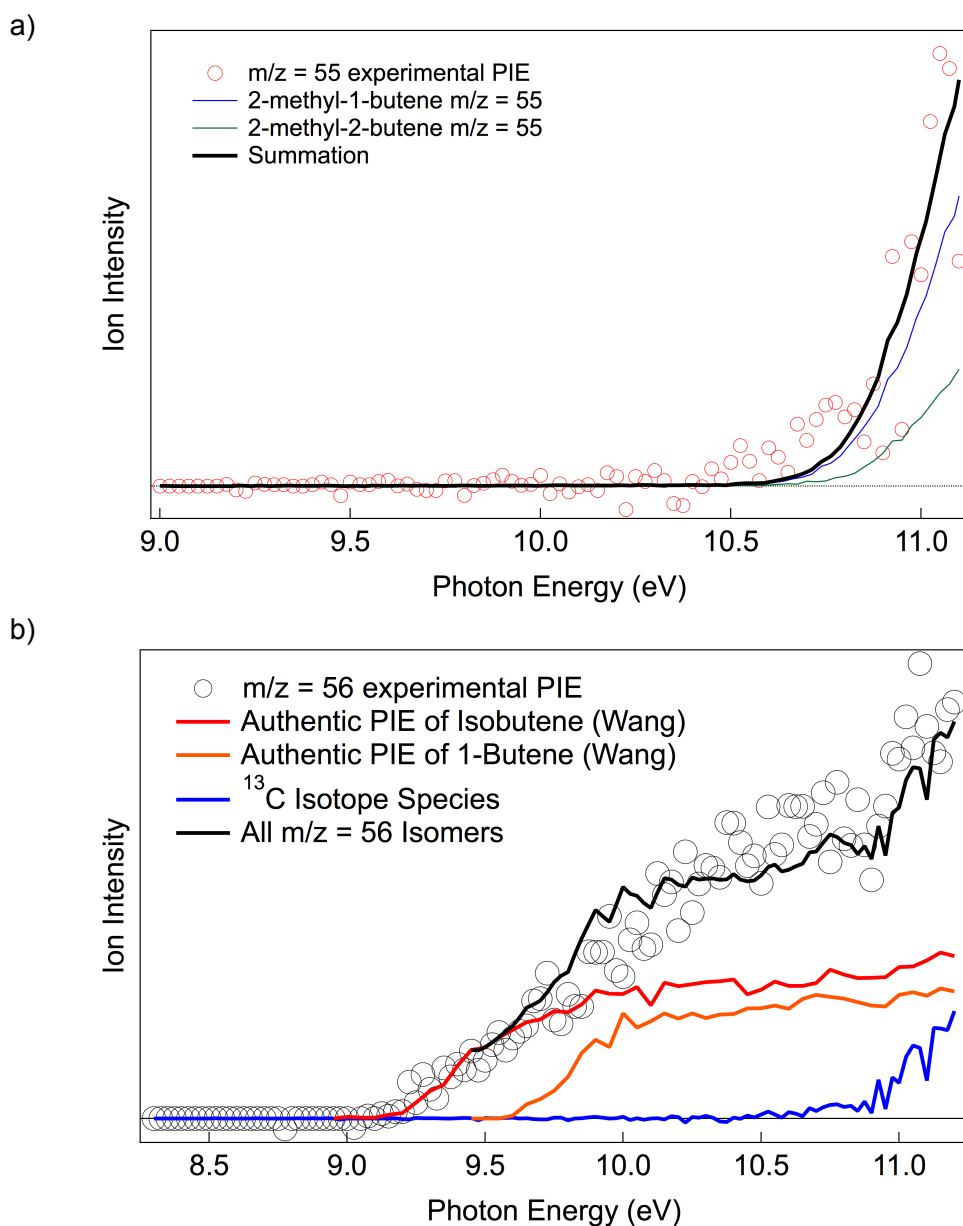 a)
m/z = 55 experimental PIE
2-methyl-1-butene m/z = 55
2-methyl-2-butene m/z = 55
Summation
Ion Intensity
9.0 9.5 10.0 10.5 11.0
Photon Energy (eV)
b)
m/z = 56 experimental PIE
Authentic PIE of Isobutene (Wang)
Authentic PIE of 1-Butene (Wang)
¹³C Isotope Species
All m/z = 56 Isomers
Ion Intensity
8.5 9.0 9.5 10.0 10.5 11.0
Photon Energy (eV)